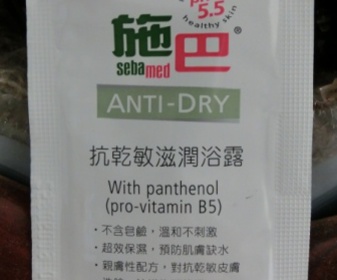 5.5
healthy skin
施巴®
sebamed
ANTI-DRY
抗乾敏滋潤浴露
With panthenol
(pro-vitamin B5)
·不含皂鹼，溫和不刺激
·超效保濕，預防肌膚缺水
·親膚性配方，對抗乾敏皮膚